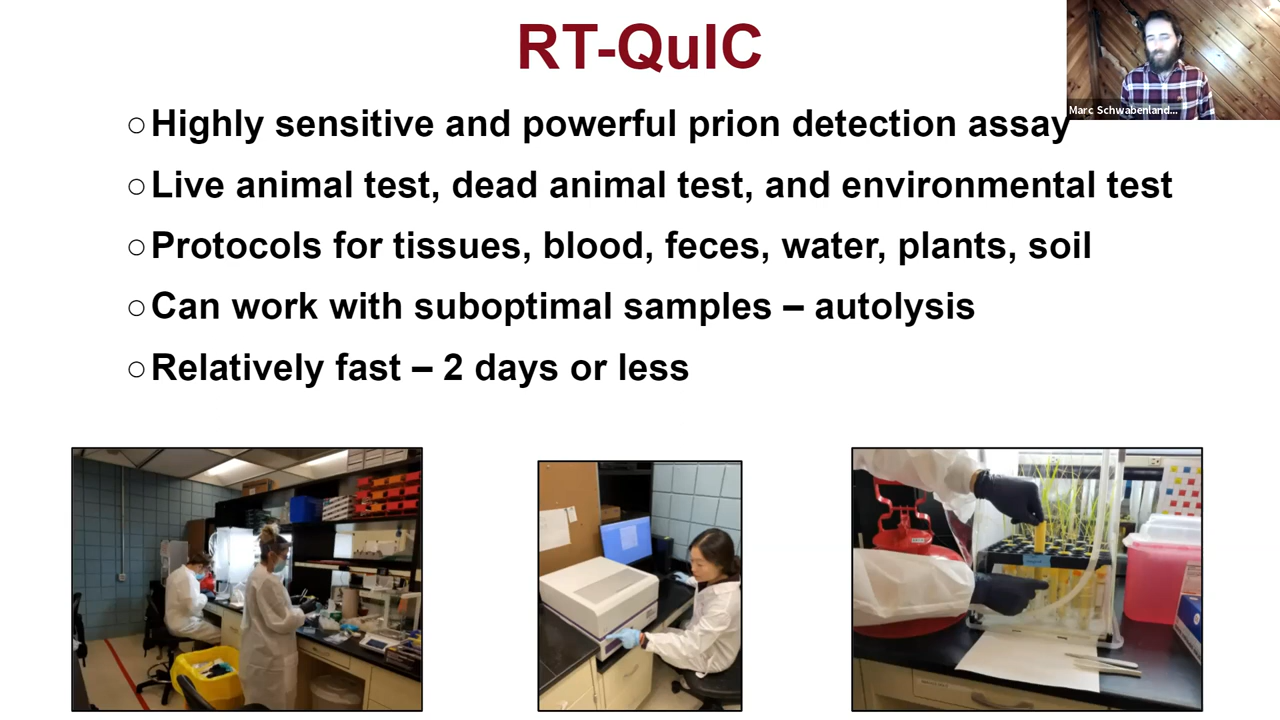 RT-QuIC
Marc Schwabenland...
○Highly sensitive and powerful prion detection assay
○Live animal test, dead animal test, and environmental test
○Protocols for tissues, blood, feces, water, plants, soil
○Can work with suboptimal samples – autolysis
○Relatively fast – 2 days or less